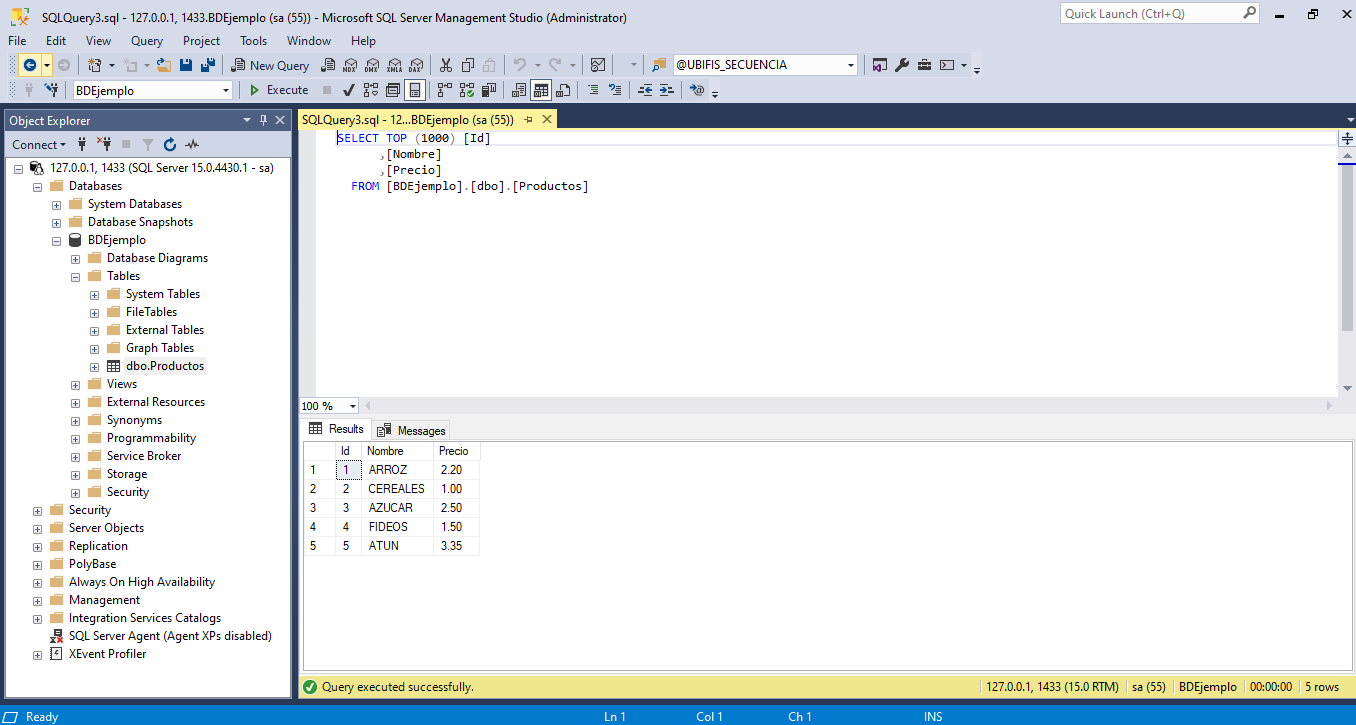 SQLQuery3.sql - 127.0.0.1, 1433.BDEjemplo (sa (55)) - Microsoft SQL Server Management Studio (Administrator)
Quick Launch (Ctrl+Q)
File Edit View Query Project Tools Window Help
New Query
MDX DMX XMLA DAX
@UBIFIS_SECUENCIA
BDEjemplo
Execute
Object Explorer
Connect
127.0.0.1, 1433 (SQL Server 15.0.4430.1 - sa)
Databases
System Databases
Database Snapshots
BDEjemplo
Database Diagrams
Tables
System Tables
FileTables
External Tables
Graph Tables
dbo.Productos
Views
External Resources
Synonyms
Programmability
Service Broker
Storage
Security
Security
Server Objects
Replication
PolyBase
Always On High Availability
Management
Integration Services Catalogs
SQL Server Agent (Agent XPs disabled)
XEvent Profiler
SQLQuery3.sql - 12...BDEjemplo (sa (55))
SELECT TOP (1000) [Id]
,[Nombre]
,[Precio]
FROM [BDEjemplo].[dbo].[Productos]
100 %
Results Messages
Id Nombre Precio
1 1 ARROZ 2.20
2 2 CEREALES 1.00
3 3 AZUCAR 2.50
4 4 FIDEOS 1.50
5 5 ATUN 3.35
Query executed successfully.
127.0.0.1, 1433 (15.0 RTM) sa (55) BDEjemplo 00:00:00 5 rows
Ready Ln 1 Col 1 Ch 1 INS